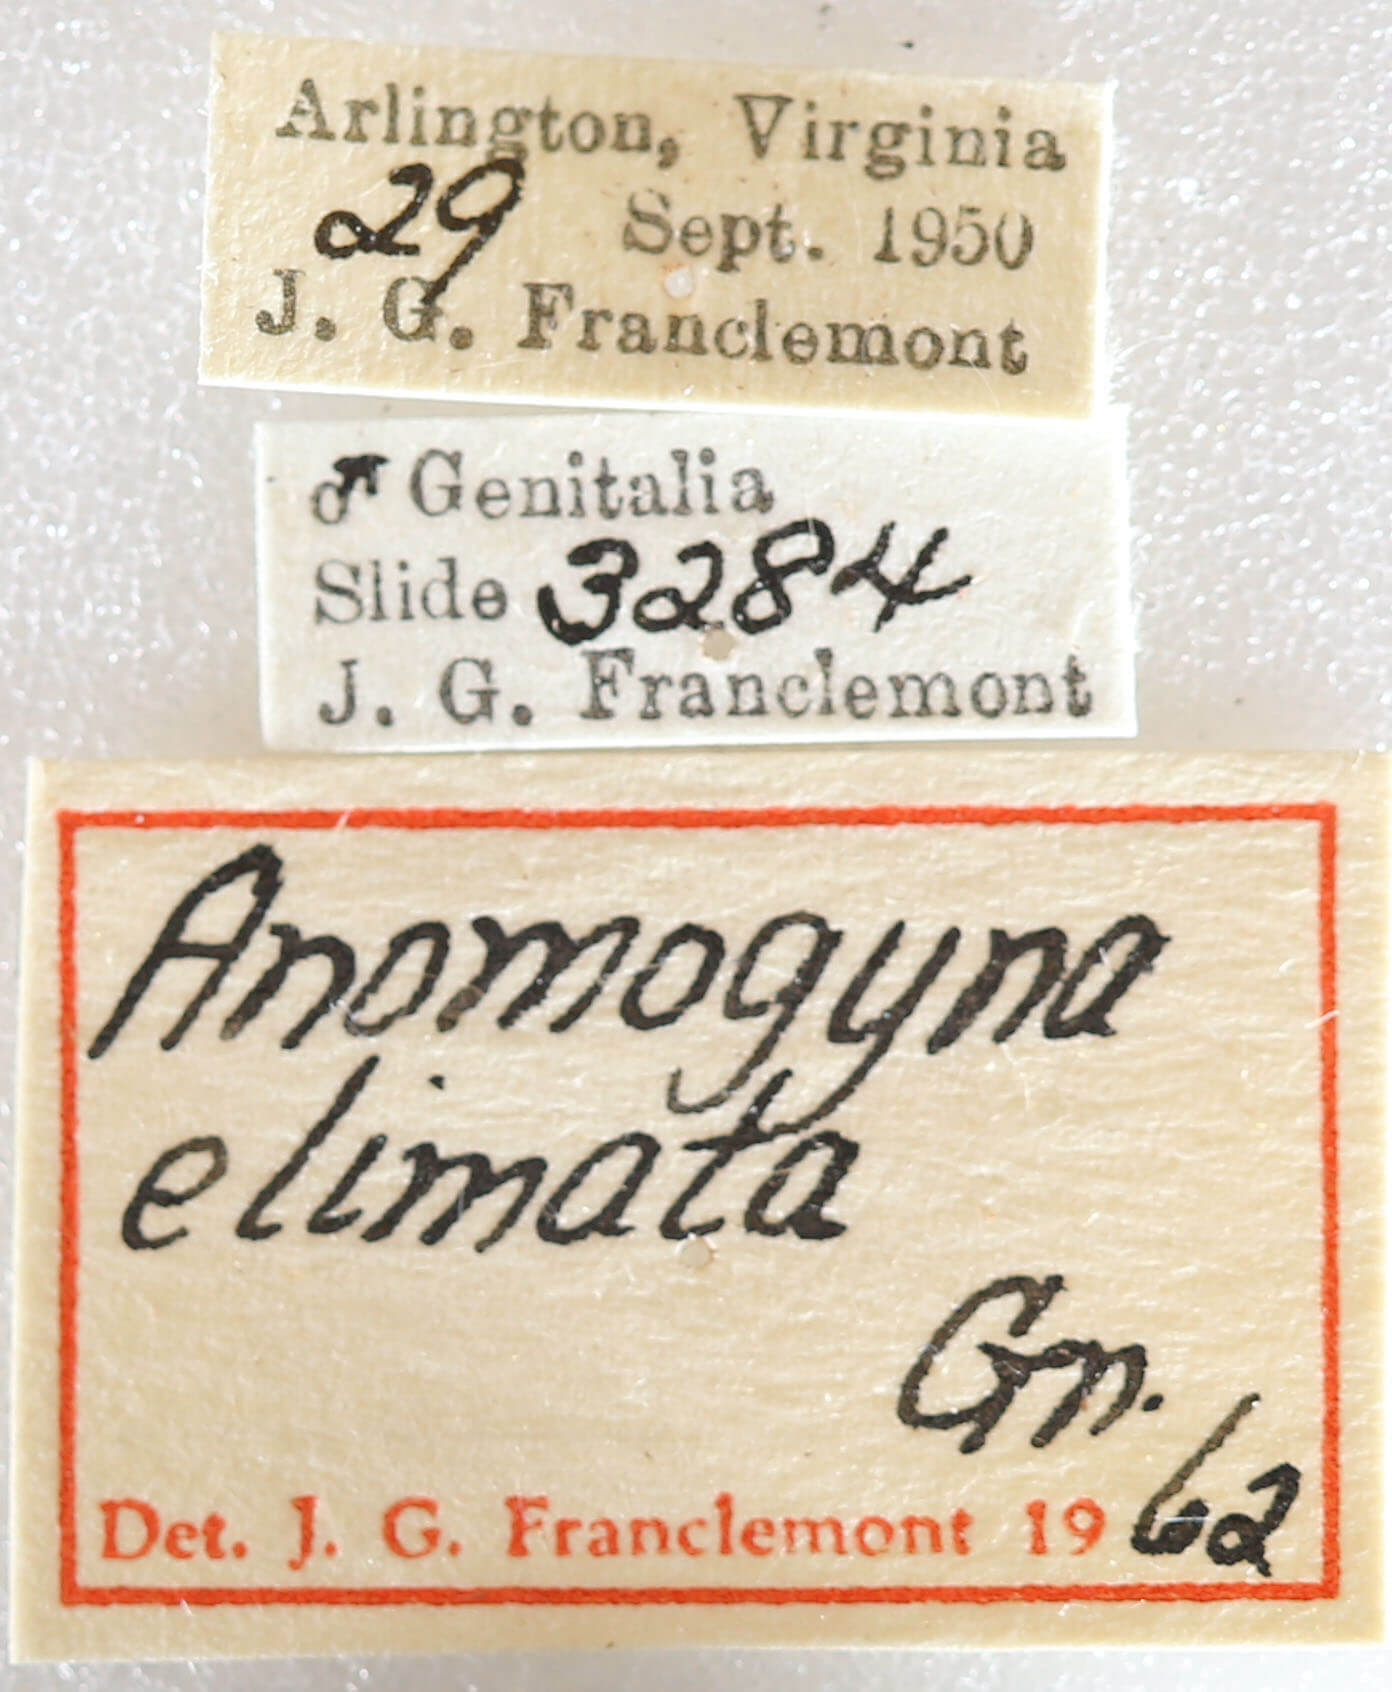 Arlington, Virginia
29 Sept. 1950
J. G. Franclemont
♂ Genitalia
Slide 3284
J. G. Franclemont
Anomogyna
elimata
Gn.
Det. J. G. Franclemont 1962